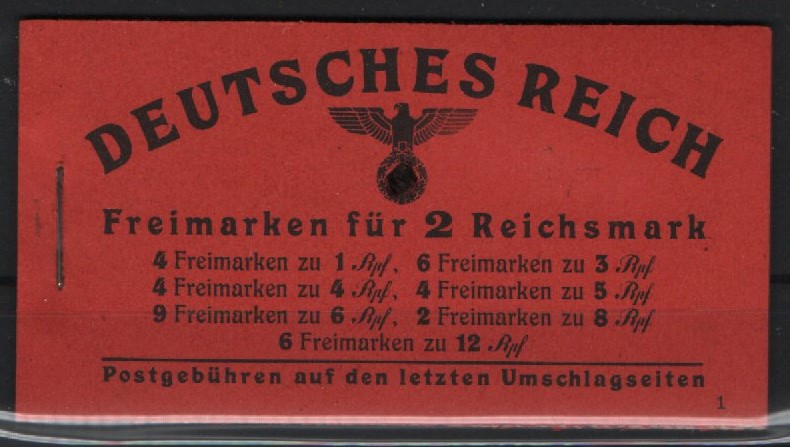 DEUTSCHES REICH
Freimarken für 2 Reichsmark
4 Freimarken zu 1 Rpf, 6 Freimarken zu 3 Rpf
4 Freimarken zu 4 Rpf, 4 Freimarken zu 5 Rpf
9 Freimarken zu 6 Rpf, 2 Freimarken zu 8 Rpf
6 Freimarken zu 12 Rpf
Postgebühren auf den letzten Umschlagseiten
1